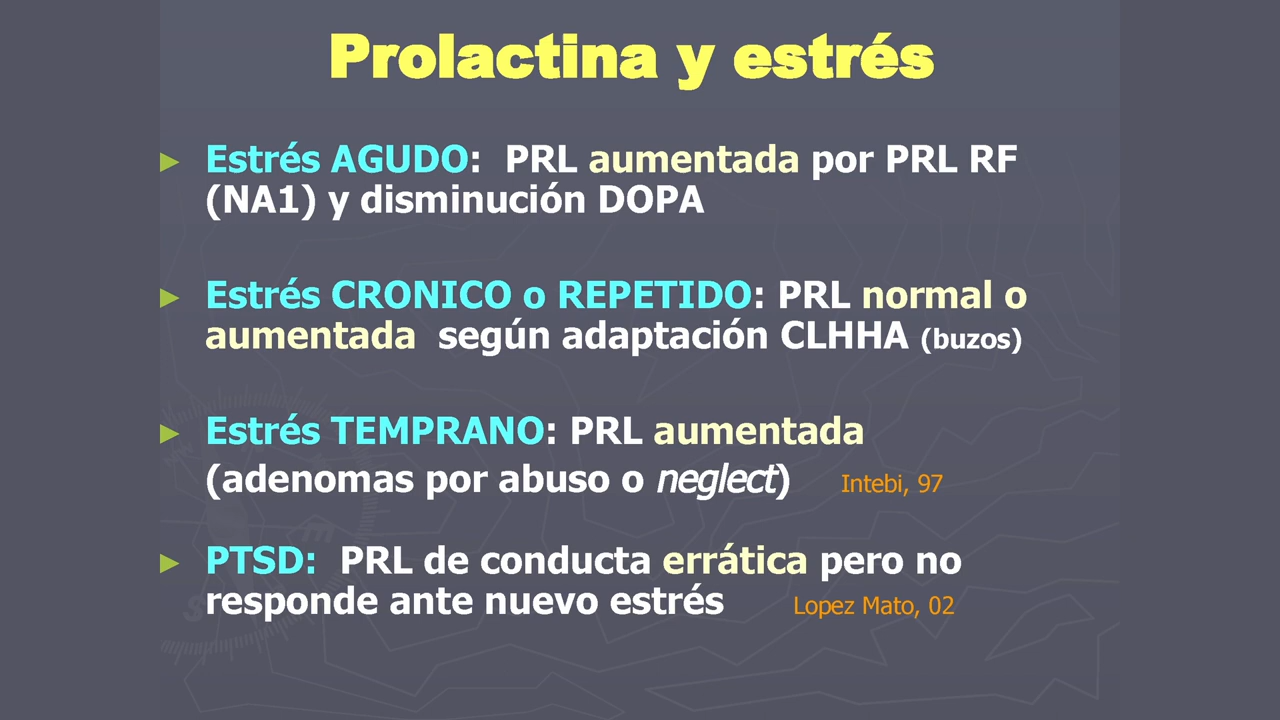 Prolactina y estrés
► Estrés AGUDO: PRL aumentada por PRL RF
(NA1) y disminución DOPA
► Estrés CRONICO o REPETIDO: PRL normal o
aumentada según adaptación CLHHA (buzos)
► Estrés TEMPRANO: PRL aumentada
(adenomas por abuso o neglect) Intebi, 97
► PTSD: PRL de conducta errática pero no
responde ante nuevo estrés Lopez Mato, 02